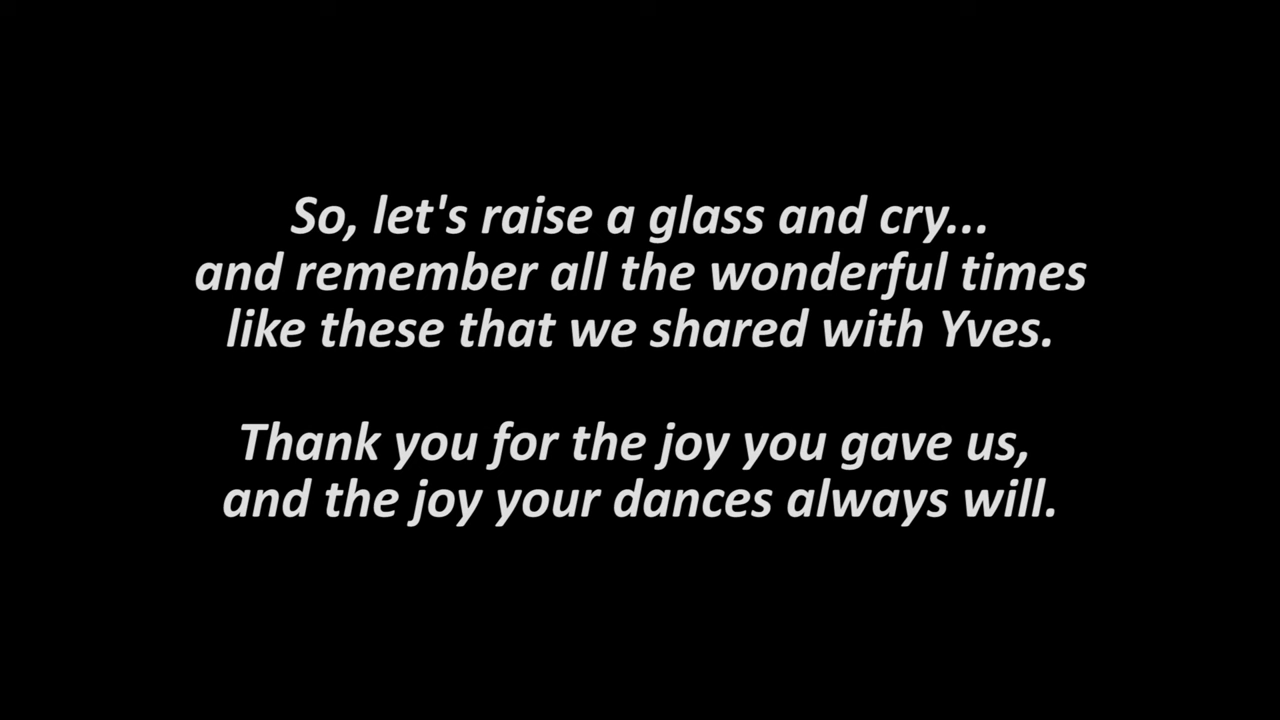 So, let's raise a glass and cry...
and remember all the wonderful times
like these that we shared with Yves.
Thank you for the joy you gave us,
and the joy your dances always will.